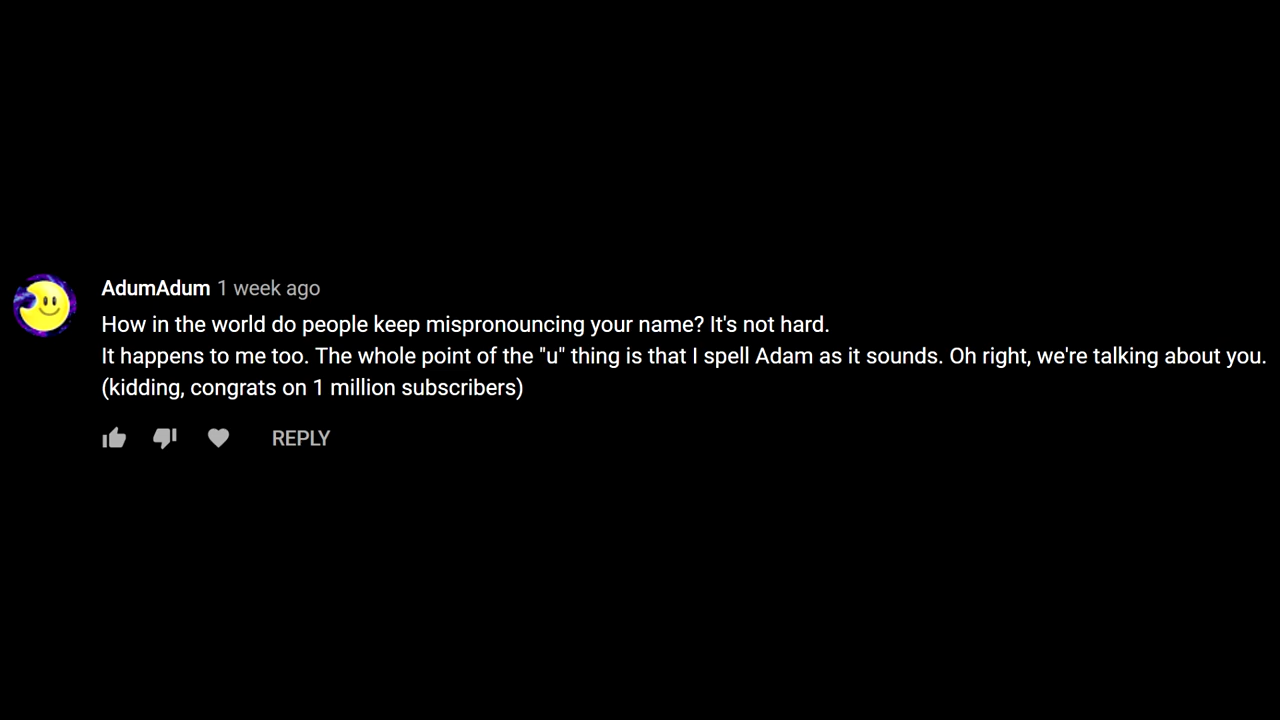 AdumAdum 1 week ago
How in the world do people keep mispronouncing your name? It's not hard.
It happens to me too. The whole point of the "u" thing is that I spell Adam as it sounds. Oh right, we're talking about you.
(kidding, congrats on 1 million subscribers)
REPLY